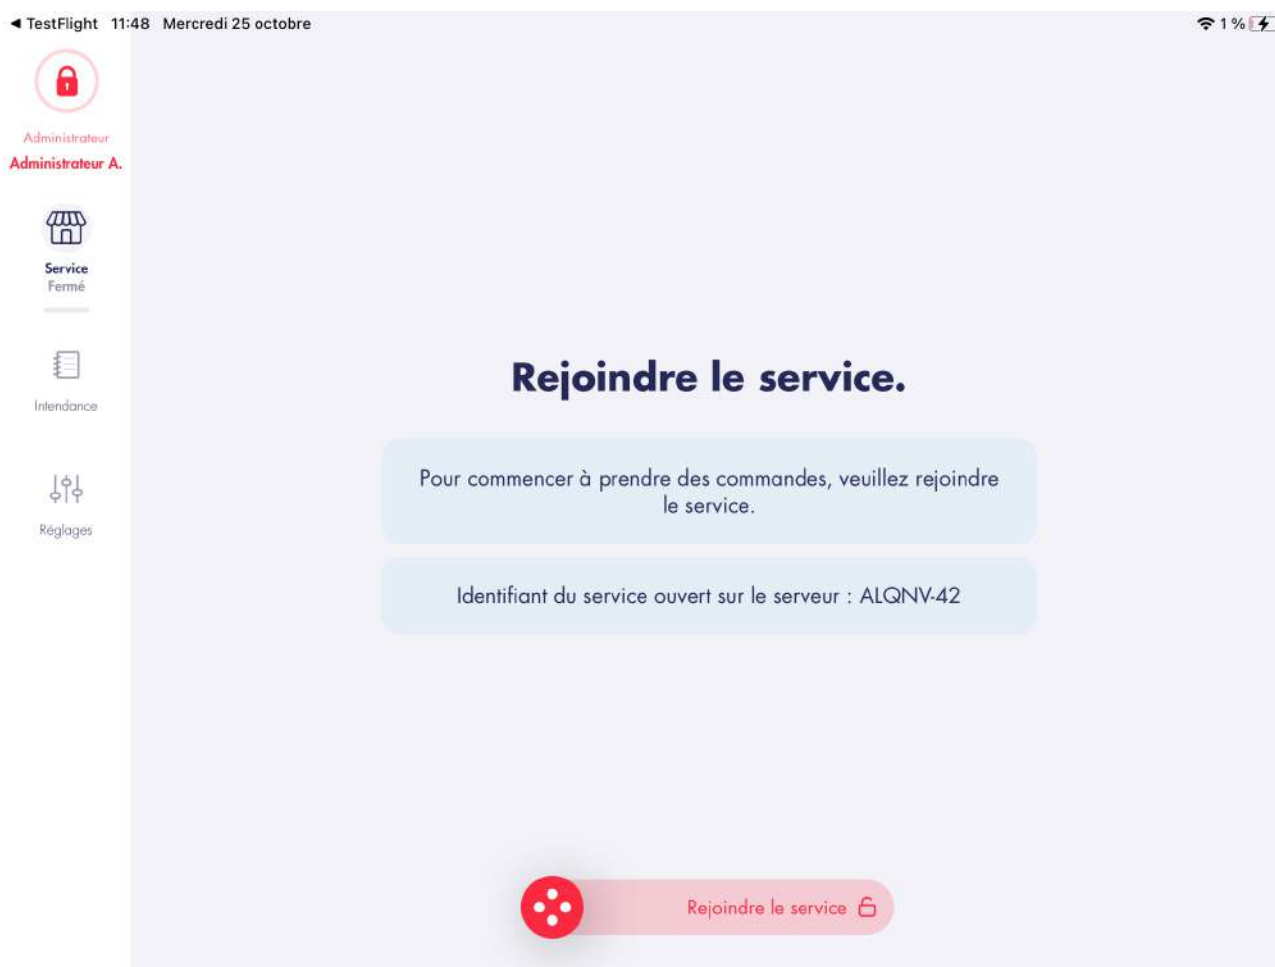 ◀ TestFlight 11:48 Mercredi 25 octobre
1 %
Administrateur
Administrateur A.
Service
Fermé
Intendance
Réglages
Rejoindre le service.
Pour commencer à prendre des commandes, veuillez rejoindre
le service.
Identifiant du service ouvert sur le serveur : ALQNV-42
Rejoindre le service